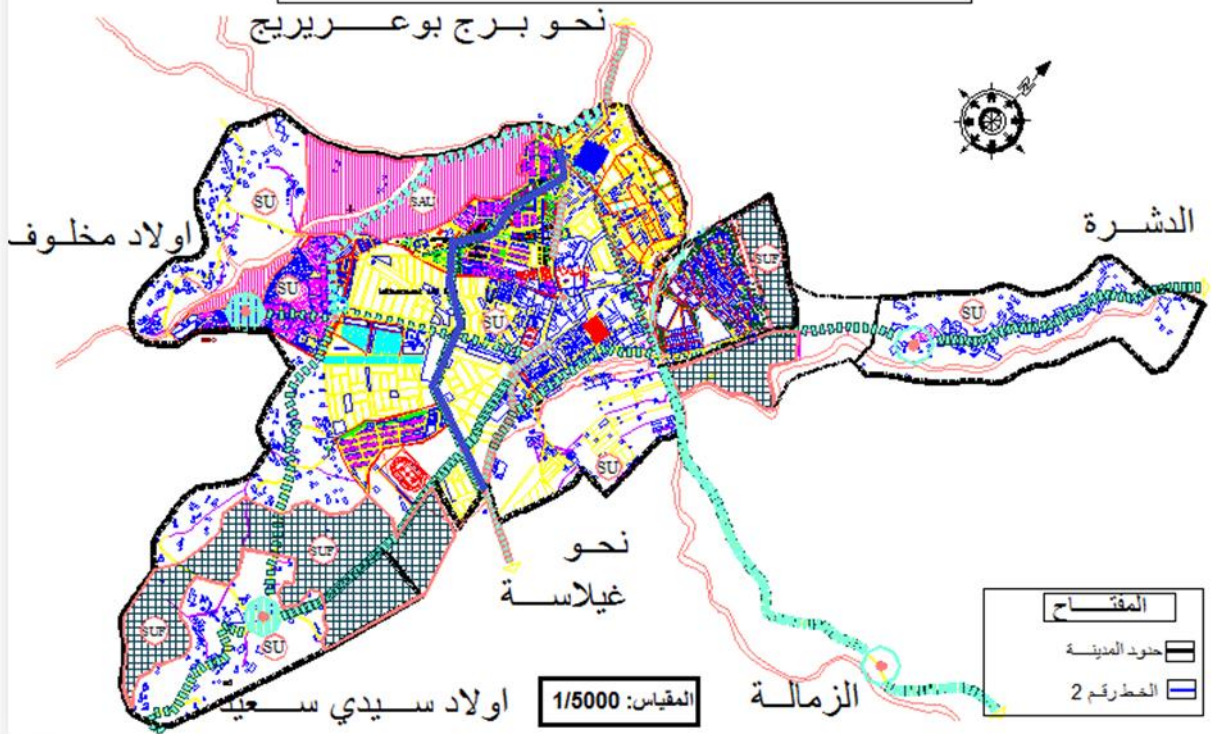 نحو برج بوعريريج
N
الدشرة
SU
SAU
SUF
اولاد مخلوف
SU
SU
SU
SU
نحو
غيلاسة
SUF
SUF
SU
المفتاح
حدود المدينة
الخط رقم 2
الزمالة
المقياس: 1/5000
اولاد سيدي سعيد